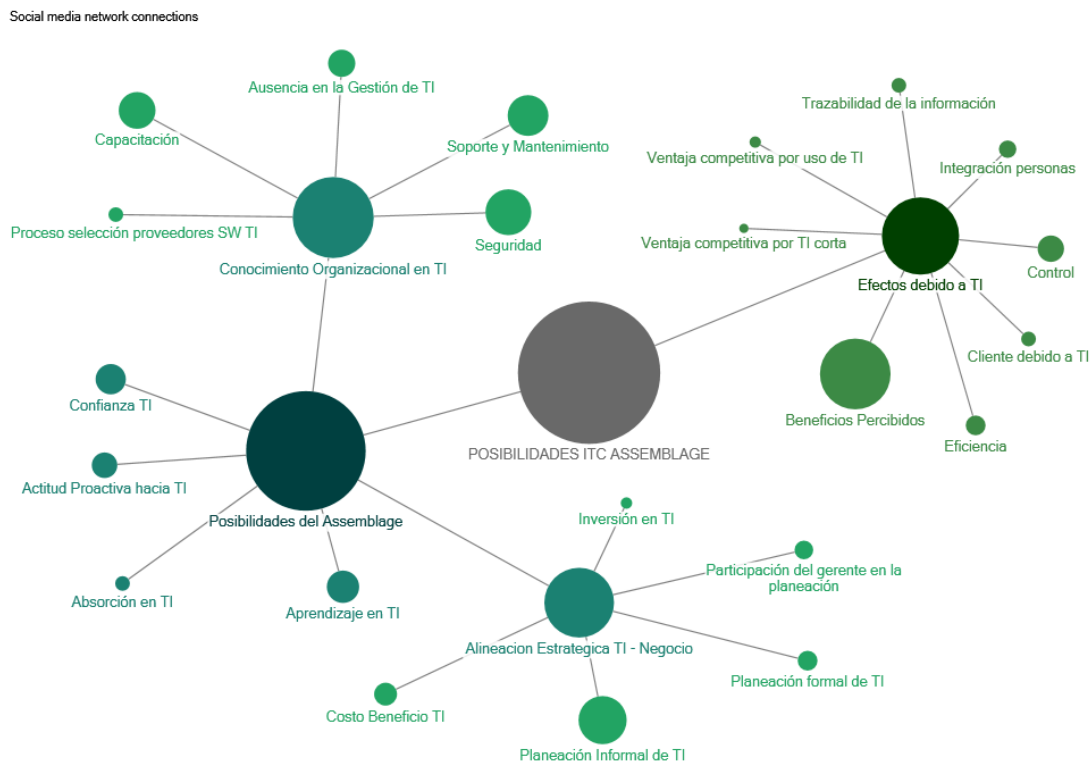 Social media network connections
Ausencia en la Gestión de TI
Capacitación
Soporte y Mantenimiento
Proceso selección proveedores SW TI
Seguridad
Conocimiento Organizacional en TI
Trazabilidad de la información
Ventaja competitiva por uso de TI
Integración personas
Ventaja competitiva por TI corta
Control
Efectos debido a TI
Cliente debido a TI
Beneficios Percibidos
Eficiencia
POSIBILIDADES ITC ASSEMBLAGE
Confianza TI
Actitud Proactiva hacia TI
Posibilidades del Assemblage
Absorción en TI
Aprendizaje en TI
Inversión en TI
Participación del gerente en la
planeación
Alineacion Estrategica TI - Negocio
Planeación formal de TI
Costo Beneficio TI
Planeación Informal de TI